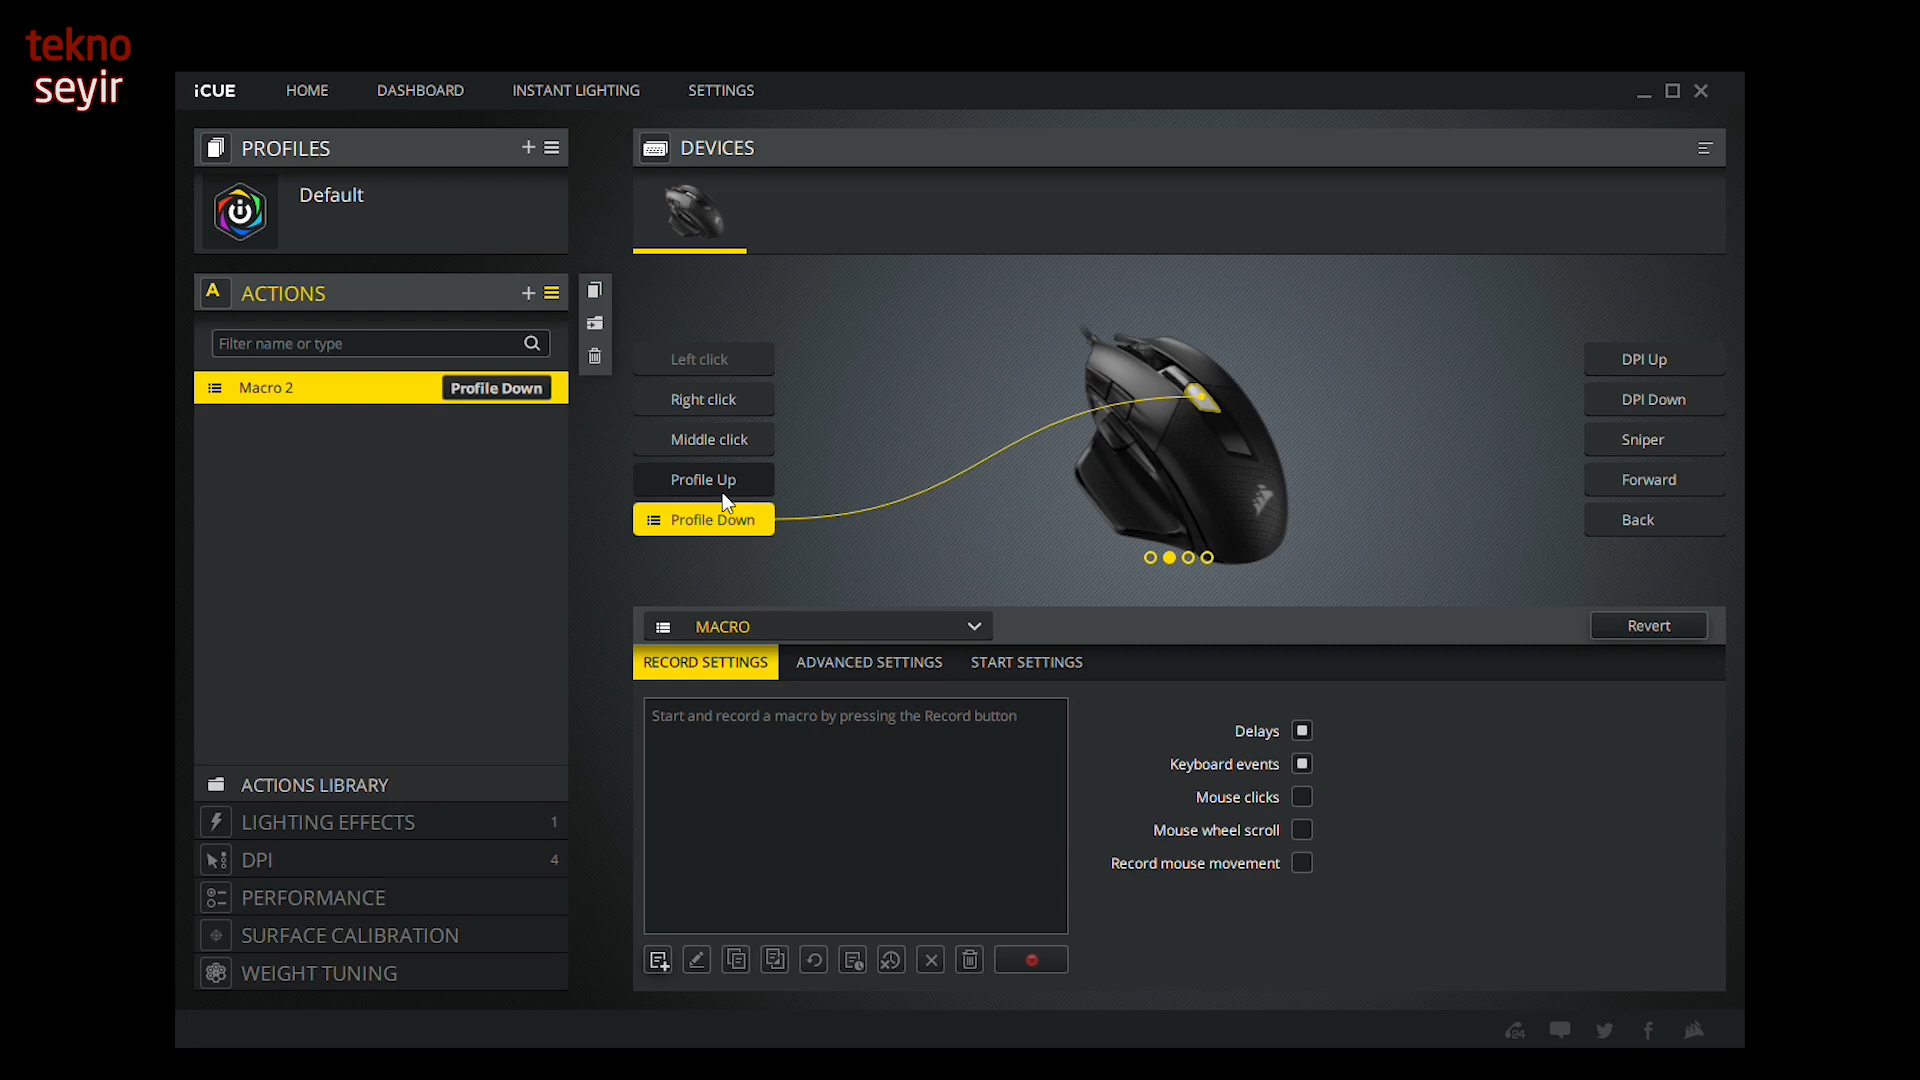 tekno
seyir
iCUE
HOME
DASHBOARD
INSTANT LIGHTING
SETTINGS
PROFILES
Default
ACTIONS
Filter name or type
Macro 2
Profile Down
ACTIONS LIBRARY
LIGHTING EFFECTS 1
DPI 4
PERFORMANCE
SURFACE CALIBRATION
WEIGHT TUNING
DEVICES
Left click
Right click
Middle click
Profile Up
Profile Down
DPI Up
DPI Down
Sniper
Forward
Back
MACRO
Revert
RECORD SETTINGS
ADVANCED SETTINGS
START SETTINGS
Start and record a macro by pressing the Record button
Delays
Keyboard events
Mouse clicks
Mouse wheel scroll
Record mouse movement
24